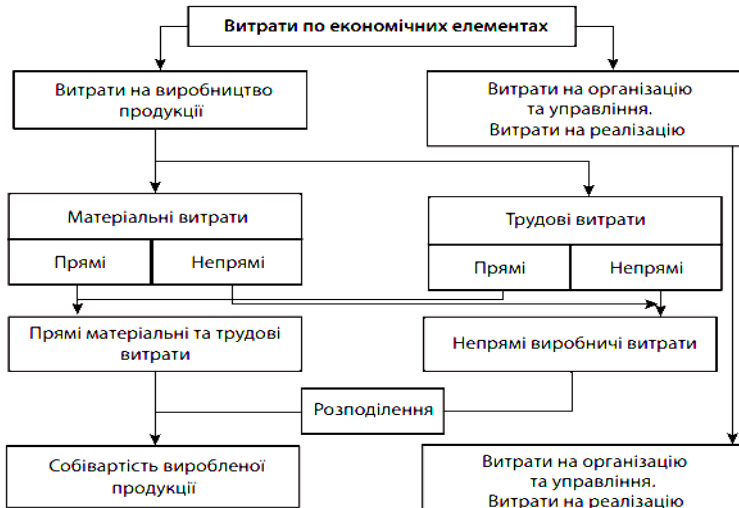 Витрати по економічних елементах
Витрати на виробництво
продукції
Витрати на організацію
та управління.
Витрати на реалізацію
Матеріальні витрати
Прямі
Непрямі
Трудові витрати
Прямі
Непрямі
Прямі матеріальні та трудові
витрати
Непрямі виробничі витрати
Розподілення
Собівартість виробленої
продукції
Витрати на організацію
та управління.
Витрати на реалізацію